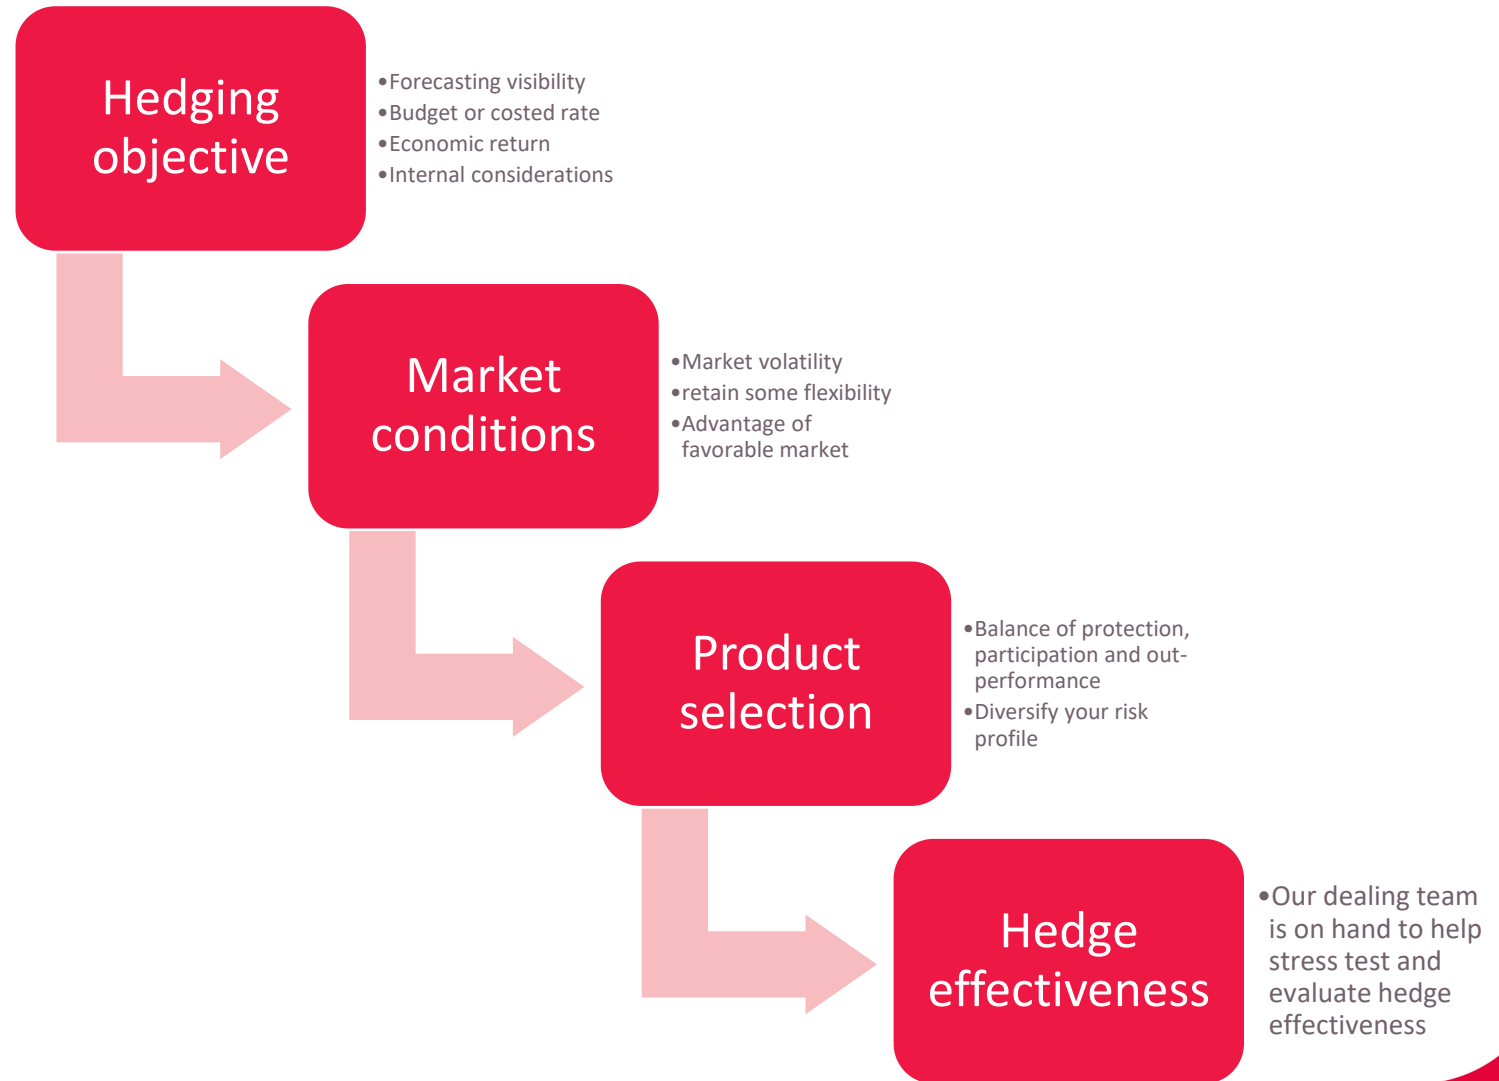 Hedging
objective
•Forecasting visibility
•Budget or costed rate
•Economic return
•Internal considerations
Market
conditions
•Market volatility
•retain some flexibility
•Advantage of
favorable market
Product
selection
•Balance of protection,
participation and out-
performance
•Diversify your risk
profile
Hedge
effectiveness
•Our dealing team
is on hand to help
stress test and
evaluate hedge
effectiveness